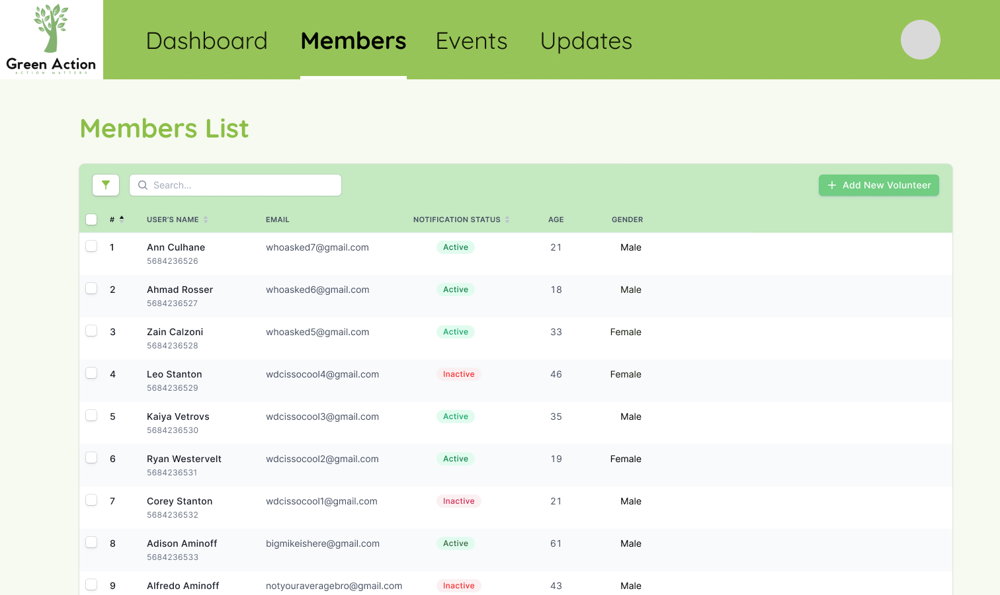 Green Action
ACTION MATTERS
Dashboard Members Events Updates
Members List
Search...
Add New Volunteer
# USER'S NAME EMAIL NOTIFICATION STATUS AGE GENDER
1 Ann Culhane whoasked7@gmail.com Active 21 Male
5684236526
2 Ahmad Rosser whoasked6@gmail.com Active 18 Male
5684236527
3 Zain Calzoni whoasked5@gmail.com Active 33 Female
5684236528
4 Leo Stanton wdcissocool4@gmail.com Inactive 46 Female
5684236529
5 Kaiya Vetrovs wdcissocool3@gmail.com Active 35 Male
5684236530
6 Ryan Westervelt wdcissocool2@gmail.com Active 19 Female
5684236531
7 Corey Stanton wdcissocool1@gmail.com Inactive 21 Male
5684236532
8 Adison Aminoff bigmikeishere@gmail.com Active 61 Male
5684236533
9 Alfredo Aminoff notyouraveragebro@gmail.com Inactive 43 Male